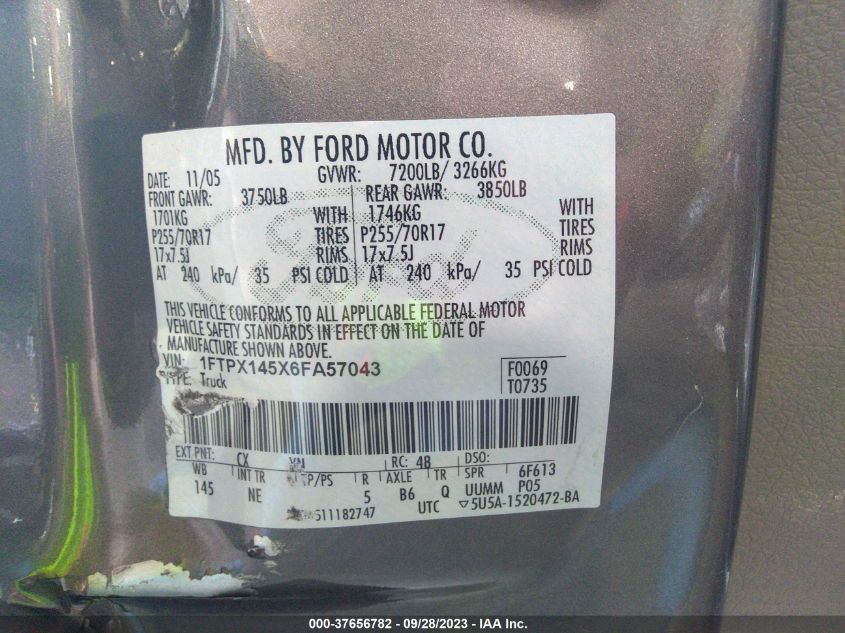 MFD. BY FORD MOTOR CO.
DATE: 11/05 GVWR: 7200LB/ 3266KG
FRONT GAWR: 3750LB REAR GAWR: 3850LB
1701KG WITH 1746KG WITH
P255/70R17 TIRES P255/70R17 TIRES
17x7.5J RIMS 17x7.5J RIMS
AT 240 kPa/ 35 PSI COLD AT 240 kPa/ 35 PSI COLD
THIS VEHICLE CONFORMS TO ALL APPLICABLE FEDERAL MOTOR
VEHICLE SAFETY STANDARDS IN EFFECT ON THE DATE OF
MANUFACTURE SHOWN ABOVE.
VIN: 1FTPX145X6FA57043 F0069
TYPE: Truck T0735
EXT PNT: CX RC: 48 DSO:
WB INT TR TP/PS R AXLE TR SPR 6F613
145 NE 5 B6 Q UUMM P05
511182747 UTC ▽5U5A-1520472-BA
000-37656782 / 09/28/2023 - IAA Inc.